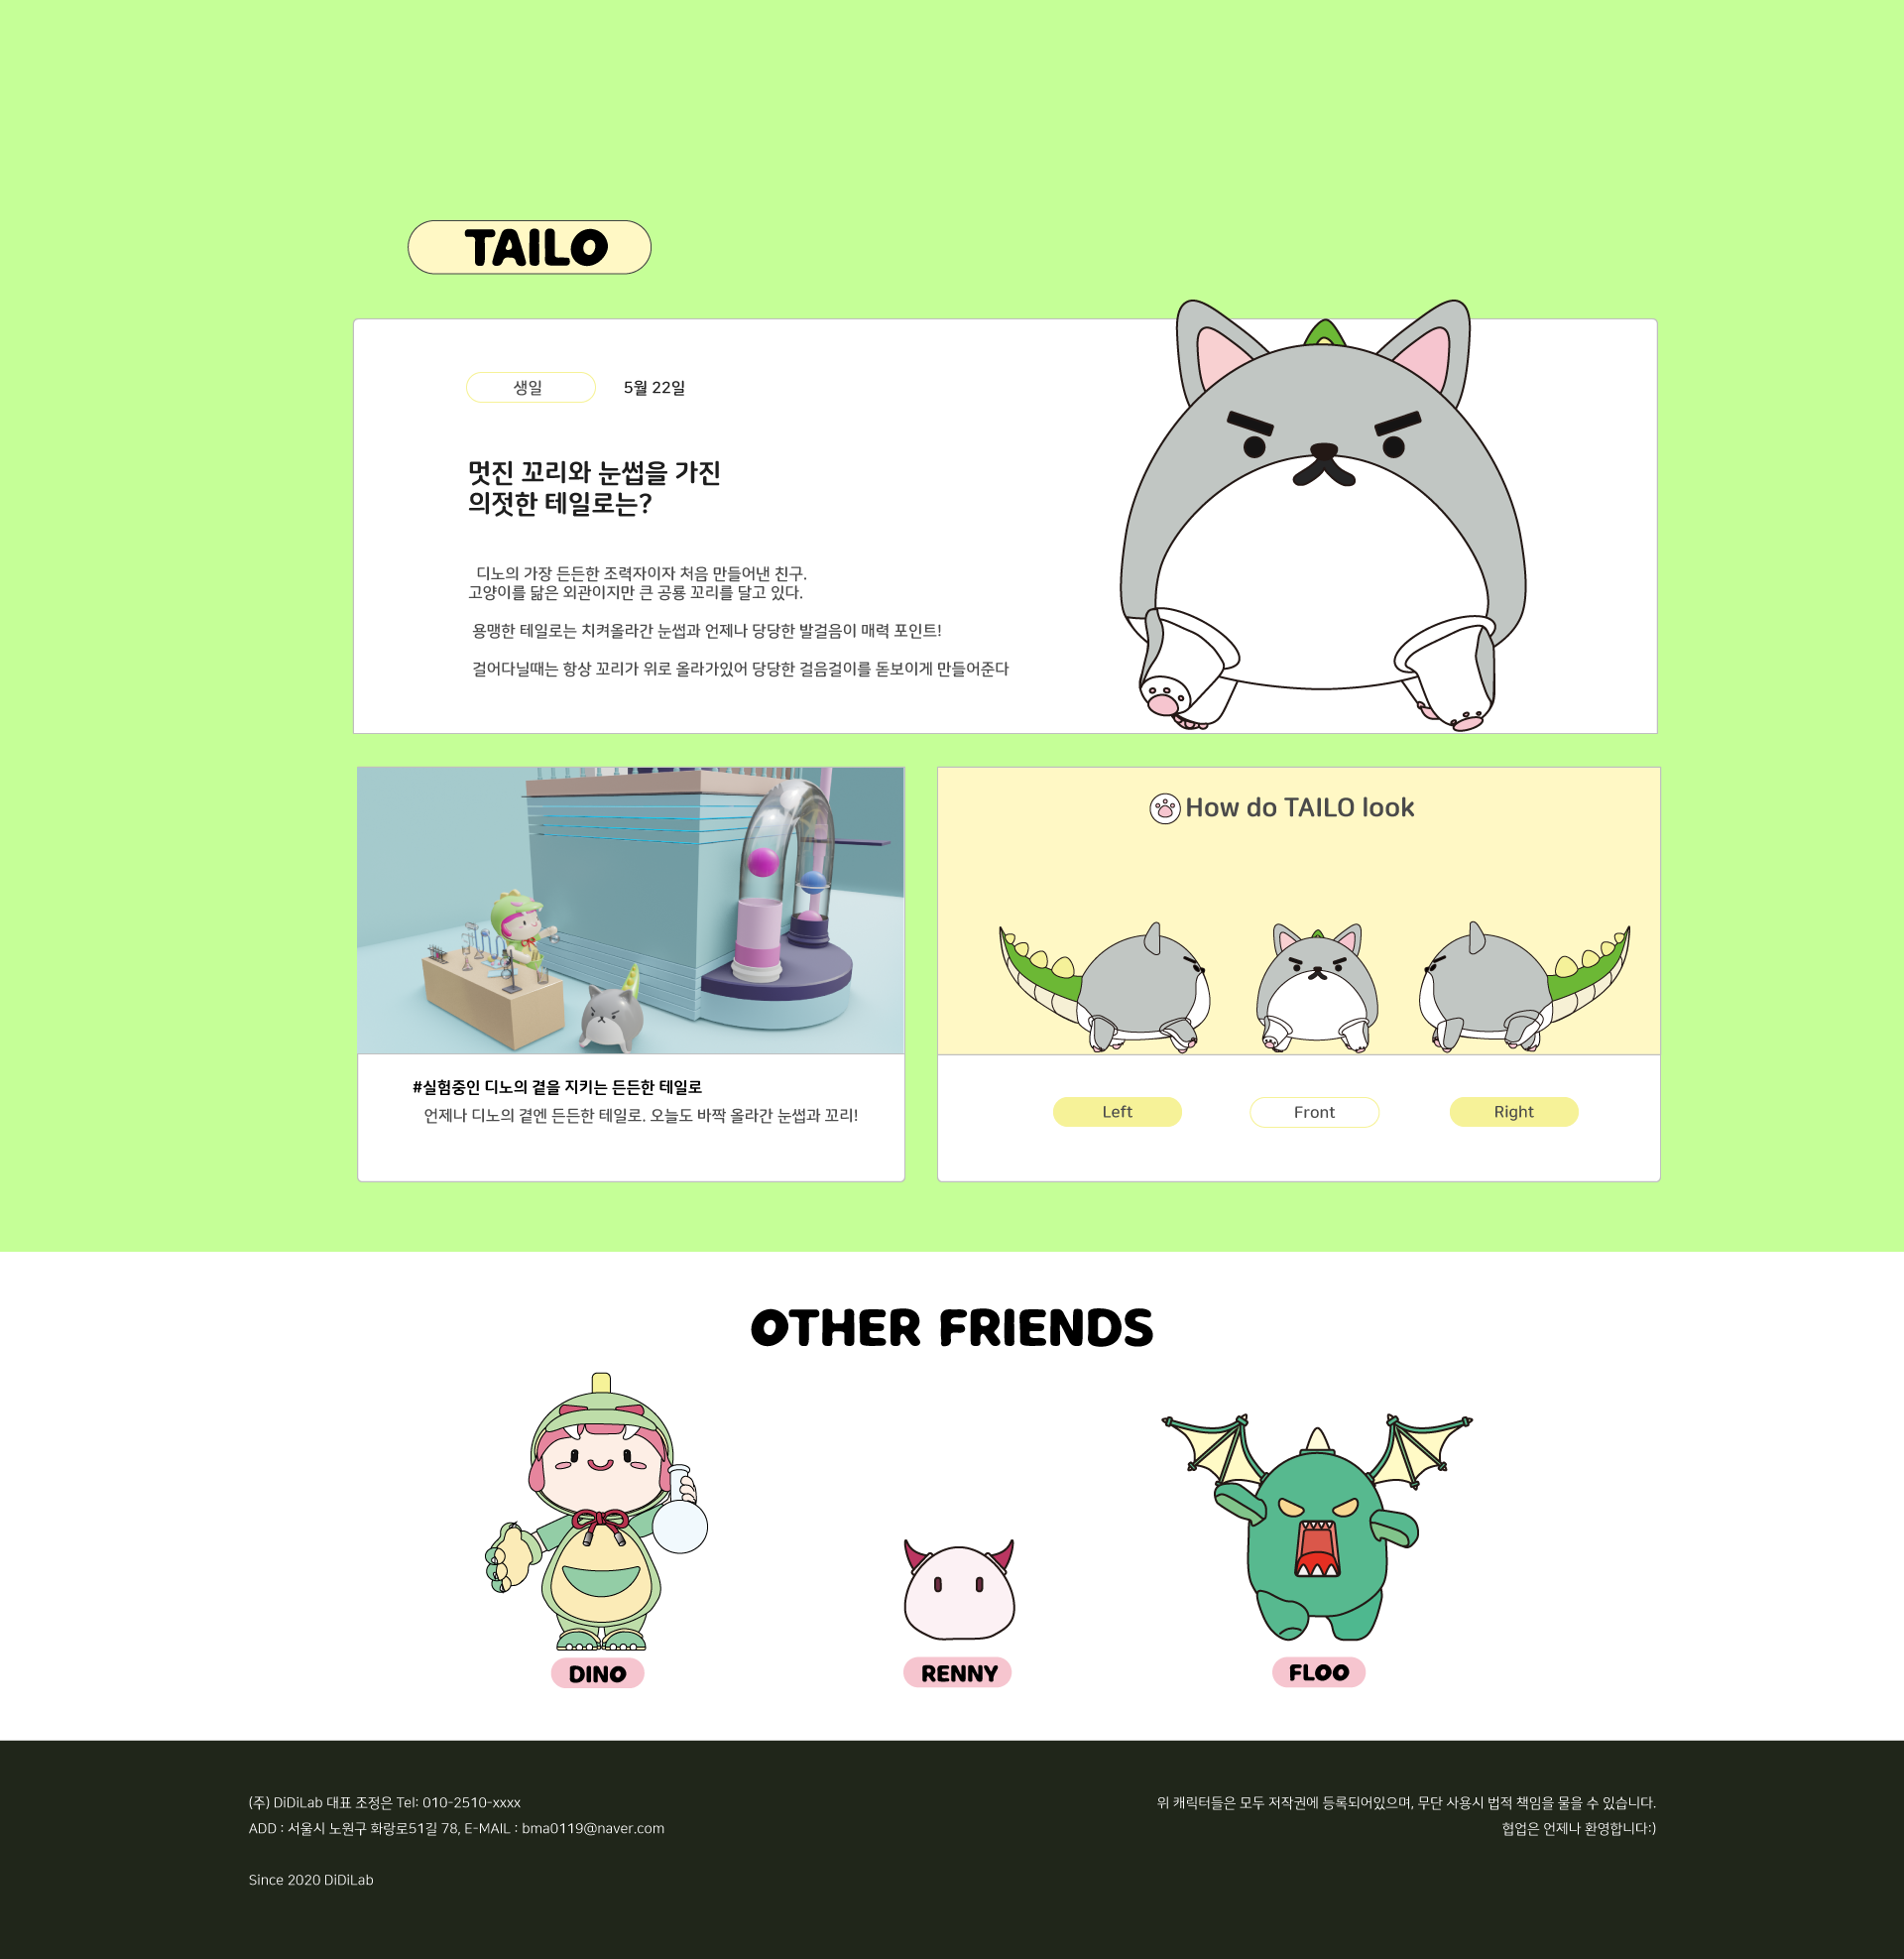 TAILO
생일
5월 22일
멋진 꼬리와 눈썹을 가진
의젓한 테일로는?
디노의 가장 든든한 조력자이자 처음 만들어낸 친구.
고양이를 닮은 외관이지만 큰 공룡 꼬리를 달고 있다.
용맹한 테일로는 치켜올라간 눈썹과 언제나 당당한 발걸음이 매력 포인트!
걸어다닐때는 항상 꼬리가 위로 올라가있어 당당한 걸음걸이를 돋보이게 만들어준다
#실험중인 디노의 곁을 지키는 든든한 테일로
언제나 디노의 곁엔 든든한 테일로. 오늘도 바짝 올라간 눈썹과 꼬리!
How do TAILO look
Left
Front
Right
OTHER FRIENDS
DINO
RENNY
FLOO
(주) DiDiLab 대표 조정은 Tel: 010-2510-xxxx
ADD : 서울시 노원구 화랑로51길 78, E-MAIL : bma0119@naver.com
Since 2020 DiDiLab
위 캐릭터들은 모두 저작권에 등록되어있으며, 무단 사용시 법적 책임을 물을 수 있습니다.
협업은 언제나 환영합니다:)